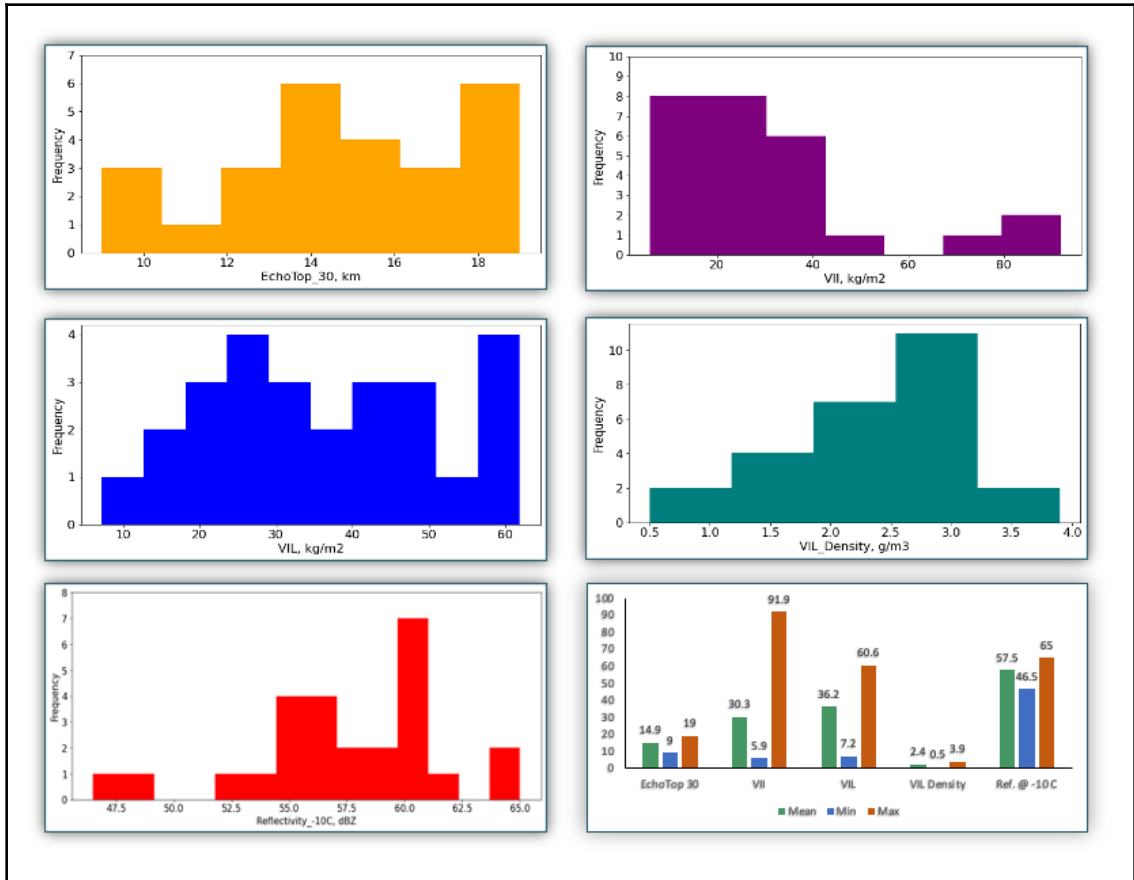 7
6
5
4
3
2
1
0
Frequency
10 12 14 16 18
EchoTop_30, km
10
9
8
7
6
5
4
3
2
1
0
Frequency
20 40 60 80
VII, kg/m2
4
3
2
1
0
Frequency
10 20 30 40 50 60
VIL, kg/m2
10
8
6
4
2
0
Frequency
0.5 1.0 1.5 2.0 2.5 3.0 3.5 4.0
VIL_Density, g/m3
8
7
6
5
4
3
2
1
0
Frequency
47.5 50.0 52.5 55.0 57.5 60.0 62.5 65.0
Reflectivity_-10C, dBZ
100
90
80
70
60
50
40
30
20
10
0
14.9 9 19
30.3 5.9 91.9
36.2 7.2 60.6
2.4 0.5 3.9
57.5 46.5 65
EchoTop 30 VII VIL VIL Density Ref. @ -10 C
Mean Min Max